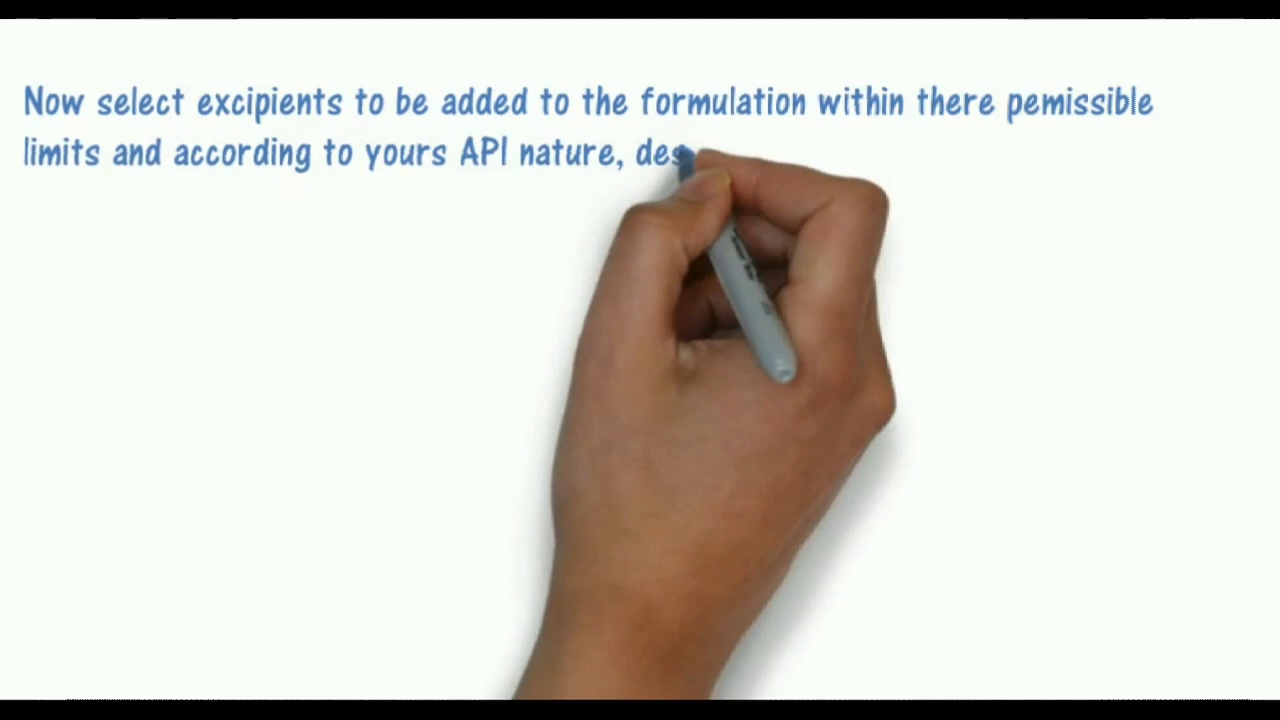 Now select excipients to be added to the formulation within there pemissible
limits and according to yours API nature, des